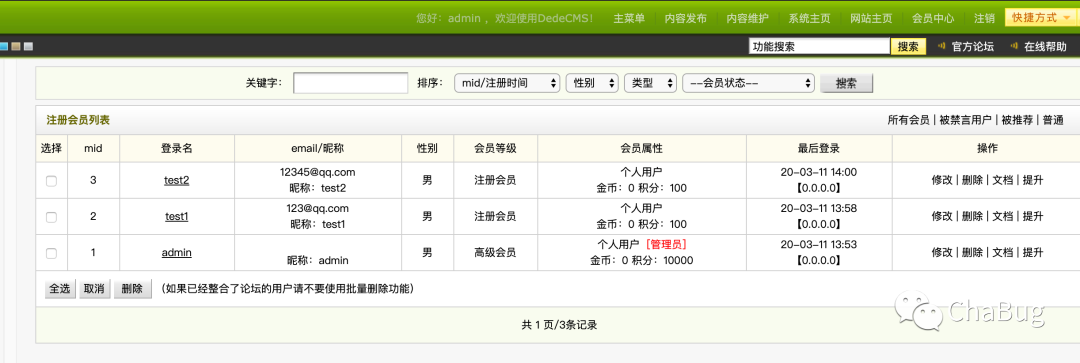 您好：admin ，欢迎使用DedeCMS！ 主菜单 内容发布 内容维护 系统主页 网站主页 会员中心 注销 快捷方式
功能搜索 搜索 官方论坛 在线帮助
关键字： 排序： mid/注册时间 性别 类型 --会员状态-- 搜索
注册会员列表 所有会员 | 被禁言用户 | 被推荐 | 普通
选择 mid 登录名 email/昵称 性别 会员等级 会员属性 最后登录 操作
3 test2 12345@qq.com 男 注册会员 个人用户 20-03-11 14:00 修改 | 删除 | 文档 | 提升
昵称：test2 金币：0 积分：100 【0.0.0.0】
2 test1 123@qq.com 男 注册会员 个人用户 20-03-11 13:58 修改 | 删除 | 文档 | 提升
昵称：test1 金币：0 积分：100 【0.0.0.0】
1 admin 男 高级会员 个人用户 [管理员] 20-03-11 13:53 修改 | 删除 | 文档 | 提升
昵称：admin 金币：0 积分：10000 【0.0.0.0】
全选 取消 删除 （如果已经整合了论坛的用户请不要使用批量删除功能）
共 1 页/3条记录
ChaBug